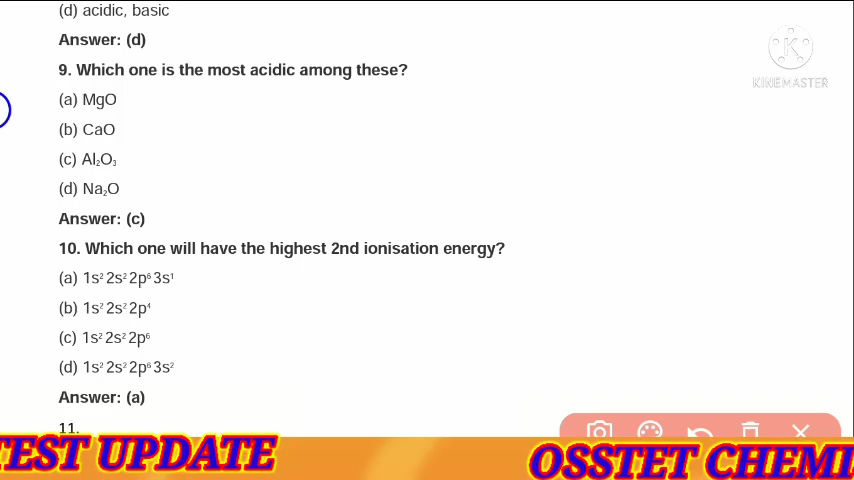 (d) acidic, basic
Answer: (d)
9. Which one is the most acidic among these?
(a) MgO
(b) CaO
(c) Al₂O₃
(d) Na₂O
Answer: (c)
10. Which one will have the highest 2nd ionisation energy?
(a) 1s² 2s² 2p⁶ 3s¹
(b) 1s² 2s² 2p⁴
(c) 1s² 2s² 2p⁶
(d) 1s² 2s² 2p⁶ 3s²
Answer: (a)
11.
K
KINEMASTER
TEST UPDATE
OSSTET CHEMI